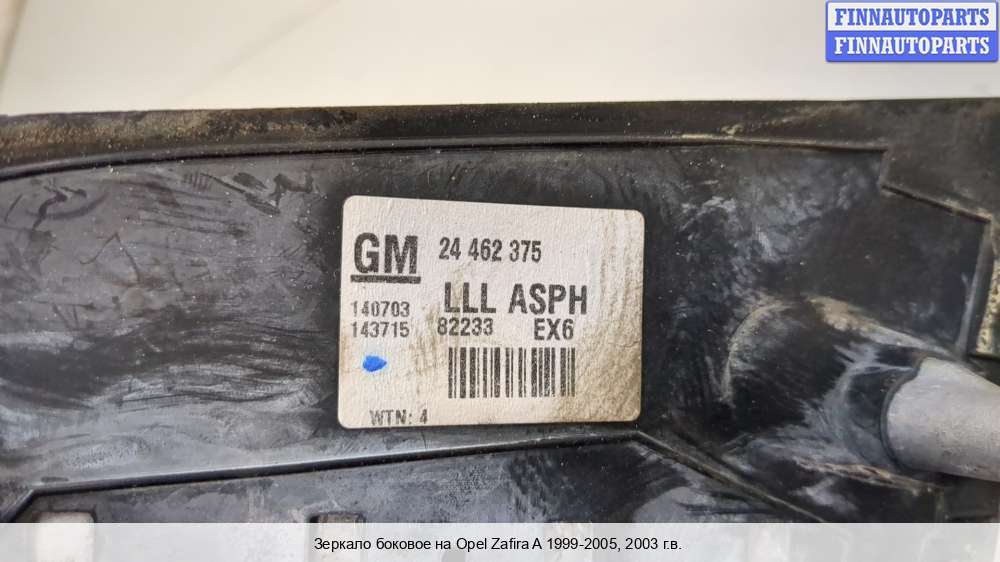 FINNAUTOPARTS
FINNAUTOPARTS
GM 24 462 375
LLL ASPH
140703
143715 82233 EX6
WTN: 4
Зеркало боковое на Opel Zafira A 1999-2005, 2003 г.в.